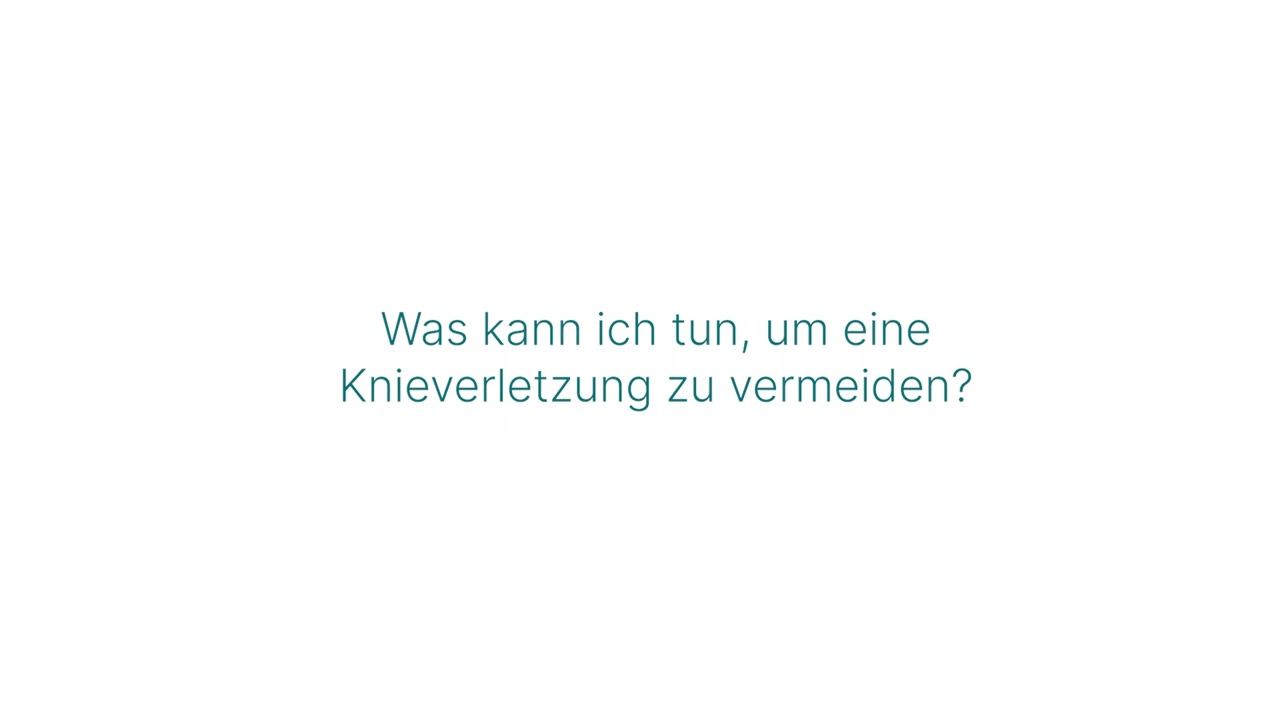 Was kann ich tun, um eine
Knieverletzung zu vermeiden?